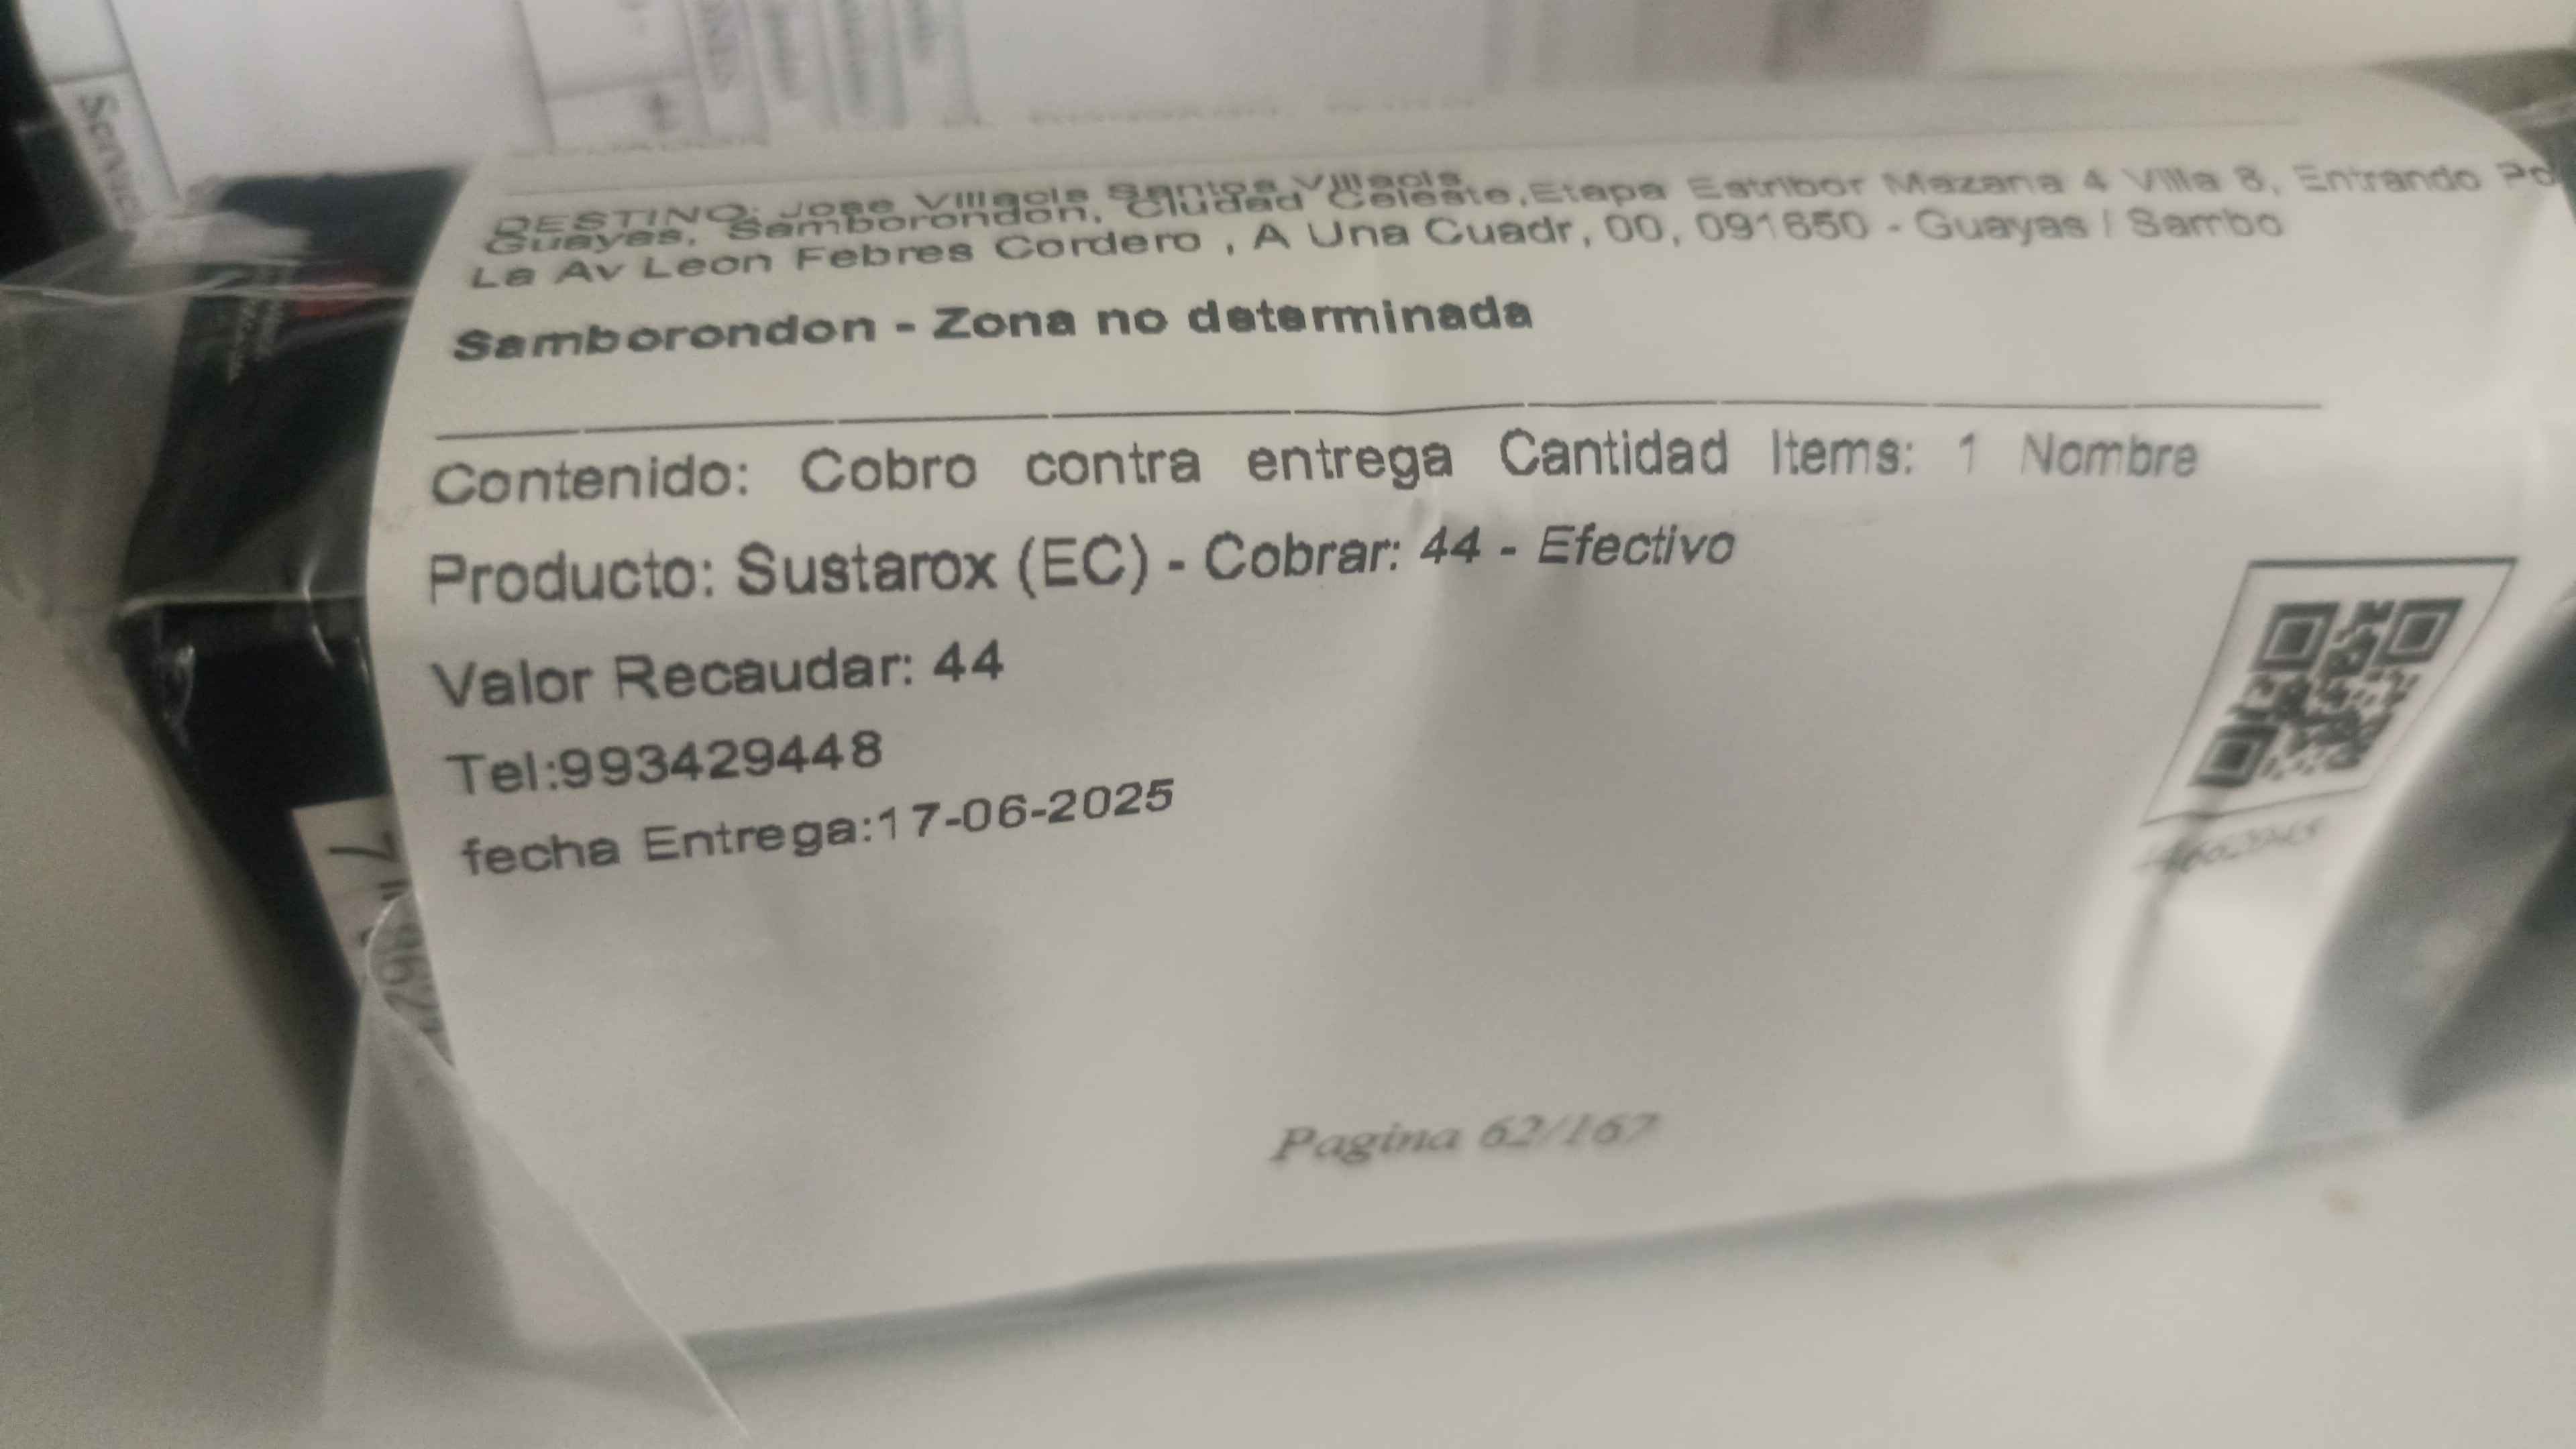 Servic
DESTINO: Jose Villaols Santos Villaols
Guayas, Samborondon, Ciudad Celeste,Etapa Estribor Mazana 4 Villa 8, Entrando Po
La Av Leon Febres Cordero , A Una Cuadr, 00, 091650 - Guayas / Sambo
Samborondon - Zona no determinada
Contenido: Cobro contra entrega Cantidad Items: 1 Nombre
Producto: Sustarox (EC) - Cobrar: 44 - Efectivo
Valor Recaudar: 44
Tel:993429448
fecha Entrega:17-06-2025
Pagina 62/167